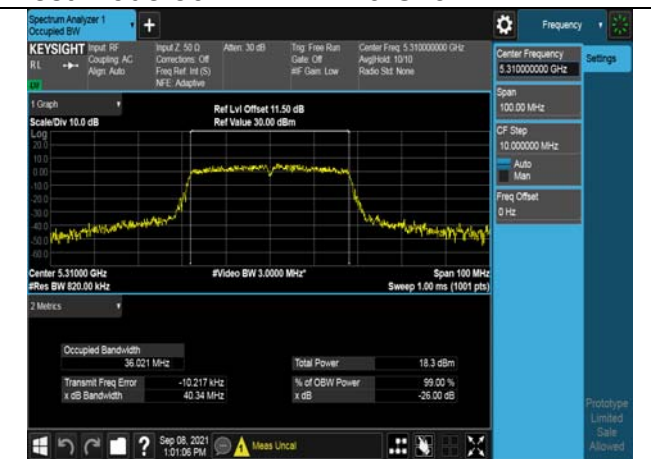 Spectrum Analyzer 1
Occupied BW
+
Frequency
KEYSIGHT
RL
Input: RF
Coupling: AC
Align: Auto
Input Z: 50 Ω
Corrections: Off
Freq Ref: Int (S)
NFE: Adaptive
Atten: 30 dB
Trig: Free Run
Gate: Off
#IF Gain: Low
Center Freq: 5.310000000 GHz
Avg|Hold: 10/10
Radio Std: None
Center Frequency
5.310000000 GHz
Settings
Span
100.00 MHz
CF Step
10.000000 MHz
Auto
Man
Freq Offset
0 Hz
1 Graph
Scale/Div 10.0 dB
Ref Lvl Offset 11.50 dB
Ref Value 30.00 dBm
Log
20.0
10.0
0.00
-10.0
-20.0
-30.0
-40.0
-50.0
-60.0
Center 5.31000 GHz
#Res BW 820.00 kHz
#Video BW 3.0000 MHz*
Span 100 MHz
Sweep 1.00 ms (1001 pts)
2 Metrics
Occupied Bandwidth
36.021 MHz
Total Power 18.3 dBm
Transmit Freq Error -10.217 kHz
% of OBW Power 99.00 %
x dB Bandwidth 40.34 MHz
x dB -26.00 dB
Prototype
Limited
Sale
Allowed
?
Sep 08, 2021
1:01:06 PM
Meas Uncal